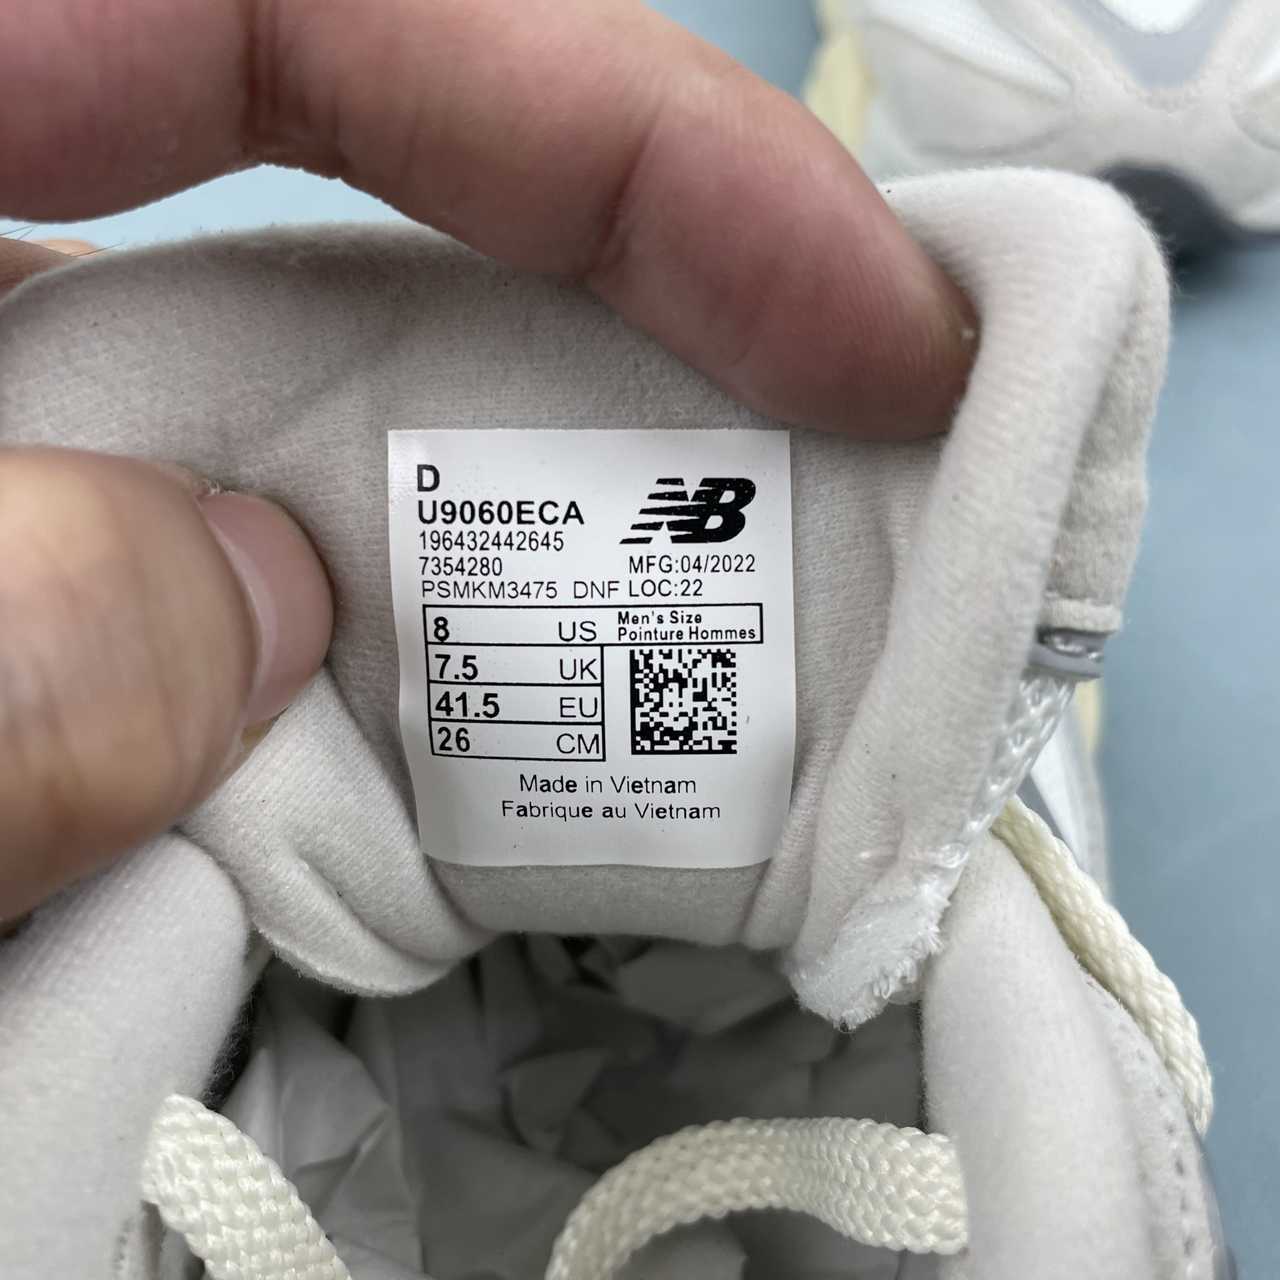 D
U9060ECA
196432442645
7354280
PSMKM3475 DNF
NB
MFG:04/2022
LOC:22
8 US
Men's Size
Pointure Hommes
7.5 UK
41.5 EU
26 CM
Made in Vietnam
Fabrique au Vietnam